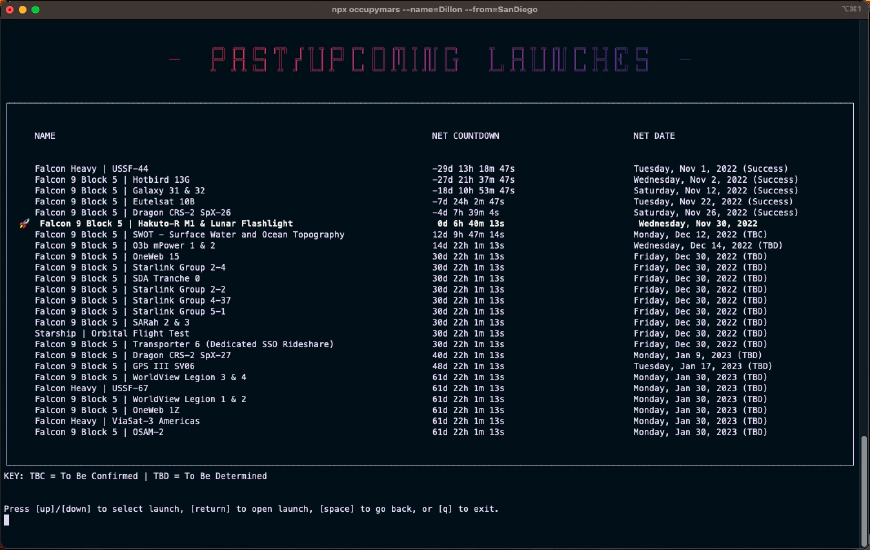 npx occupymars --name=Dillon --from=SanDiego
⌥⌘1
— PAST/UPCOMING LAUNCHES —
NAME NET COUNTDOWN NET DATE
Falcon Heavy | USSF-44 -29d 13h 18m 47s Tuesday, Nov 1, 2022 (Success)
Falcon 9 Block 5 | Hotbird 13G -27d 21h 37m 47s Wednesday, Nov 2, 2022 (Success)
Falcon 9 Block 5 | Galaxy 31 & 32 -18d 10h 53m 47s Saturday, Nov 12, 2022 (Success)
Falcon 9 Block 5 | Eutelsat 10B -7d 24h 2m 47s Tuesday, Nov 22, 2022 (Success)
Falcon 9 Block 5 | Dragon CRS-2 SpX-26 -4d 7h 39m 4s Saturday, Nov 26, 2022 (Success)
🚀 Falcon 9 Block 5 | Hakuto-R M1 & Lunar Flashlight 0d 6h 40m 13s Wednesday, Nov 30, 2022
Falcon 9 Block 5 | SWOT - Surface Water and Ocean Topography 12d 9h 47m 14s Monday, Dec 12, 2022 (TBC)
Falcon 9 Block 5 | O3b mPower 1 & 2 14d 22h 1m 13s Wednesday, Dec 14, 2022 (TBD)
Falcon 9 Block 5 | OneWeb 15 30d 22h 1m 13s Friday, Dec 30, 2022 (TBD)
Falcon 9 Block 5 | Starlink Group 2-4 30d 22h 1m 13s Friday, Dec 30, 2022 (TBD)
Falcon 9 Block 5 | SDA Tranche 0 30d 22h 1m 13s Friday, Dec 30, 2022 (TBD)
Falcon 9 Block 5 | Starlink Group 2-2 30d 22h 1m 13s Friday, Dec 30, 2022 (TBD)
Falcon 9 Block 5 | Starlink Group 4-37 30d 22h 1m 13s Friday, Dec 30, 2022 (TBD)
Falcon 9 Block 5 | Starlink Group 5-1 30d 22h 1m 13s Friday, Dec 30, 2022 (TBD)
Falcon 9 Block 5 | SARah 2 & 3 30d 22h 1m 13s Friday, Dec 30, 2022 (TBD)
Starship | Orbital Flight Test 30d 22h 1m 13s Friday, Dec 30, 2022 (TBD)
Falcon 9 Block 5 | Transporter 6 (Dedicated SSO Rideshare) 30d 22h 1m 13s Friday, Dec 30, 2022 (TBD)
Falcon 9 Block 5 | Dragon CRS-2 SpX-27 40d 22h 1m 13s Monday, Jan 9, 2023 (TBD)
Falcon 9 Block 5 | GPS III SV06 48d 22h 1m 13s Tuesday, Jan 17, 2023 (TBD)
Falcon 9 Block 5 | WorldView Legion 3 & 4 61d 22h 1m 13s Monday, Jan 30, 2023 (TBD)
Falcon Heavy | USSF-67 61d 22h 1m 13s Monday, Jan 30, 2023 (TBD)
Falcon 9 Block 5 | WorldView Legion 1 & 2 61d 22h 1m 13s Monday, Jan 30, 2023 (TBD)
Falcon 9 Block 5 | OneWeb 1Z 61d 22h 1m 13s Monday, Jan 30, 2023 (TBD)
Falcon Heavy | ViaSat-3 Americas 61d 22h 1m 13s Monday, Jan 30, 2023 (TBD)
Falcon 9 Block 5 | OSAM-2 61d 22h 1m 13s Monday, Jan 30, 2023 (TBD)
KEY: TBC = To Be Confirmed | TBD = To Be Determined
Press [up]/[down] to select launch, [return] to open launch, [space] to go back, or [q] to exit.